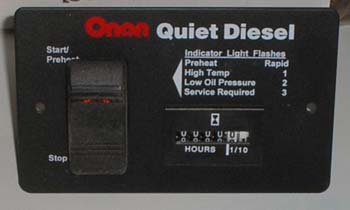 Onan Quiet Diesel
Start/
Preheat
Indicator Light Flashes
Preheat Rapid
High Temp 1
Low Oil Pressure 2
Service Required 3
Stop
HOURS 1/10